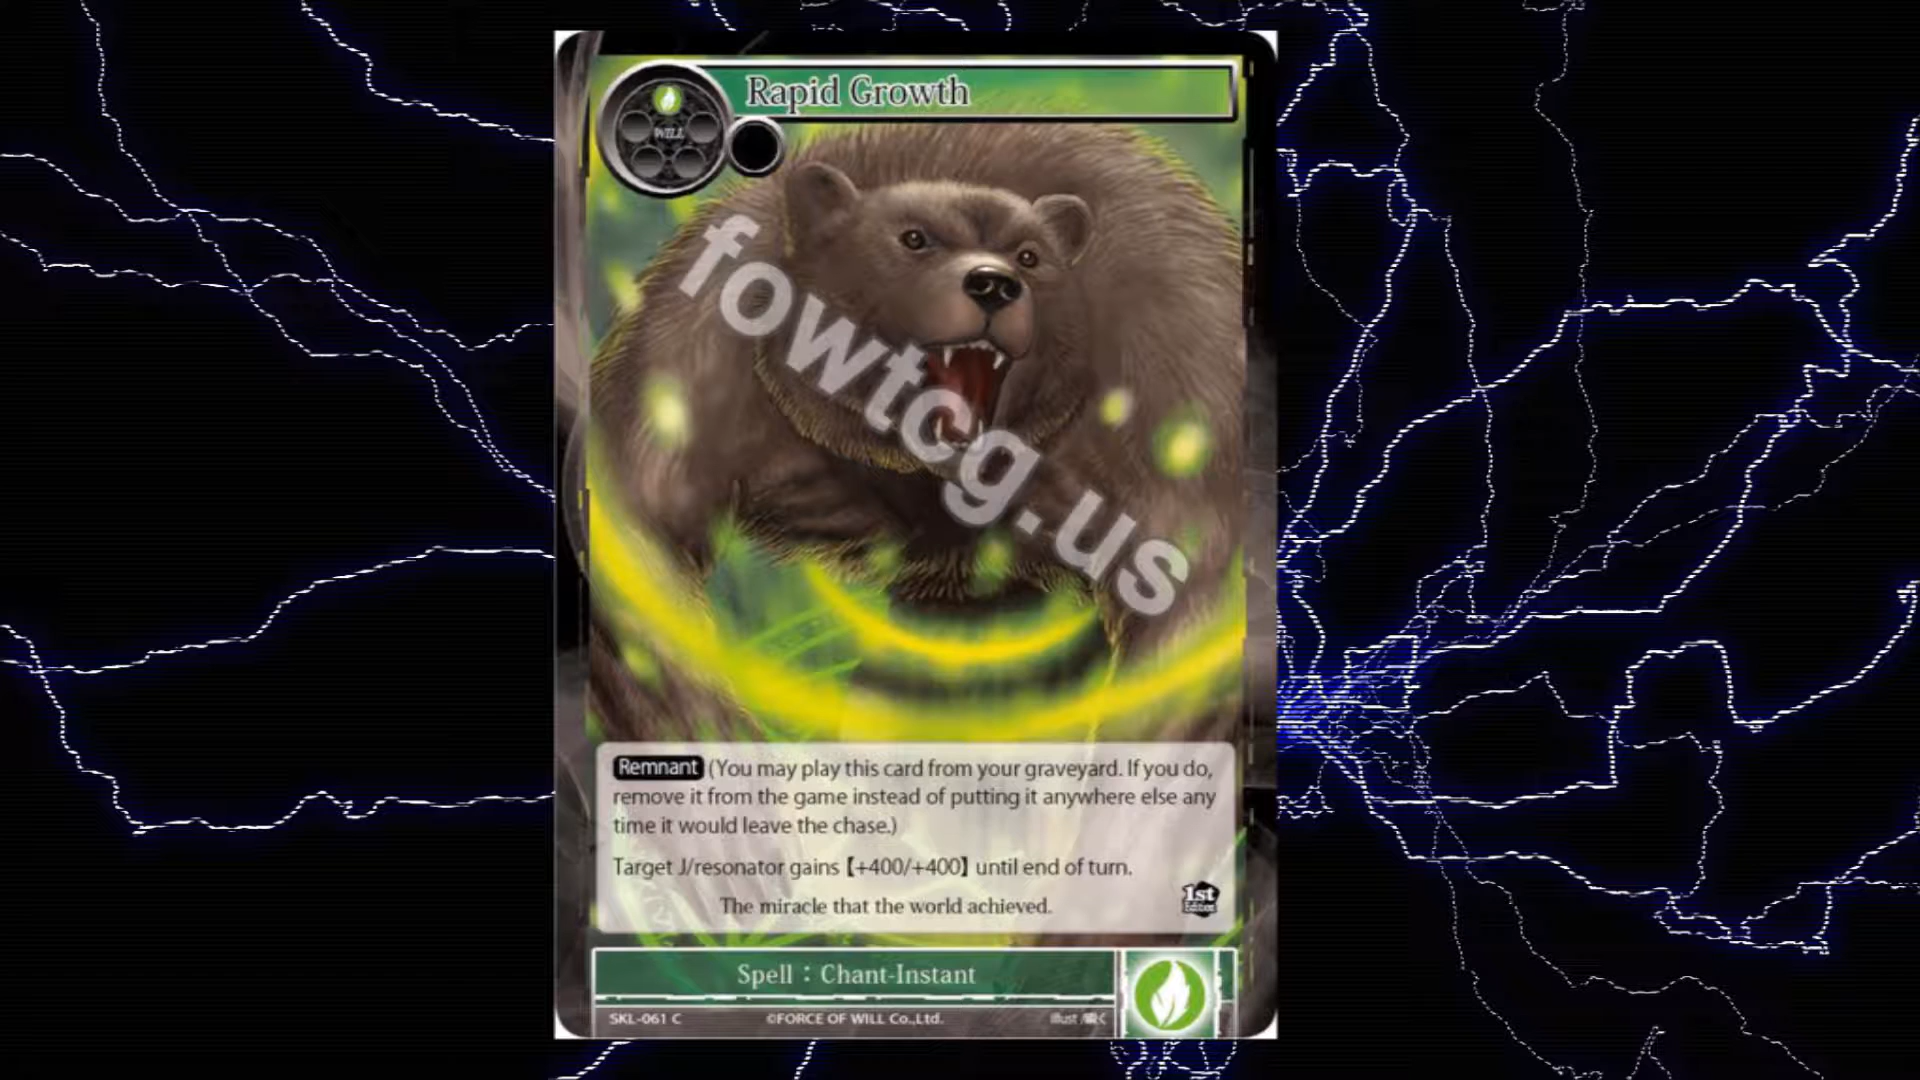 Rapid Growth
WILL
fowtcg.us
Remnant (You may play this card from your graveyard. If you do,
remove it from the game instead of putting it anywhere else any
time it would leave the chase.)
Target J/resonator gains 【+400/+400】 until end of turn.
The miracle that the world achieved.
1st
Edition
Spell : Chant-Instant
SKL-061 C
©FORCE OF WILL Co.,Ltd.
illust